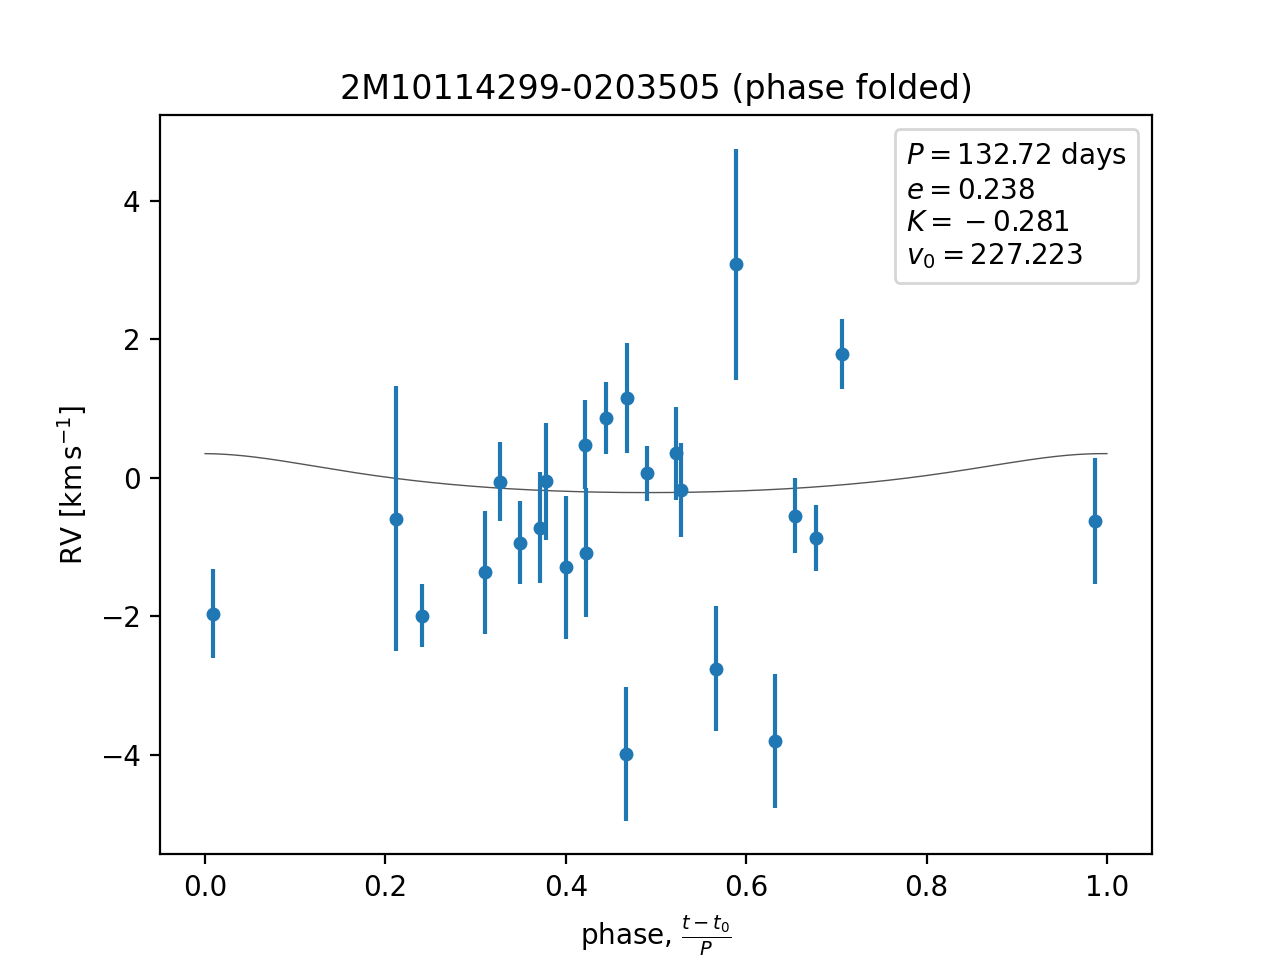 2M10114299-0203505 (phase folded)
P = 132.72 days
e = 0.238
K = −0.281
v₀ = 227.223
RV [km s⁻¹]
4
2
0
−2
−4
0.0 0.2 0.4 0.6 0.8 1.0
phase, (t − t₀)/P